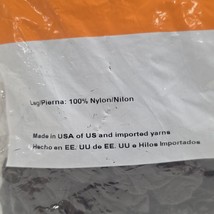 Leg/Pierna: 100% Nylon/Nilon
Made in USA of US and imported yarns
Hecho en EE. UU de EE. UU e Hilos Importados